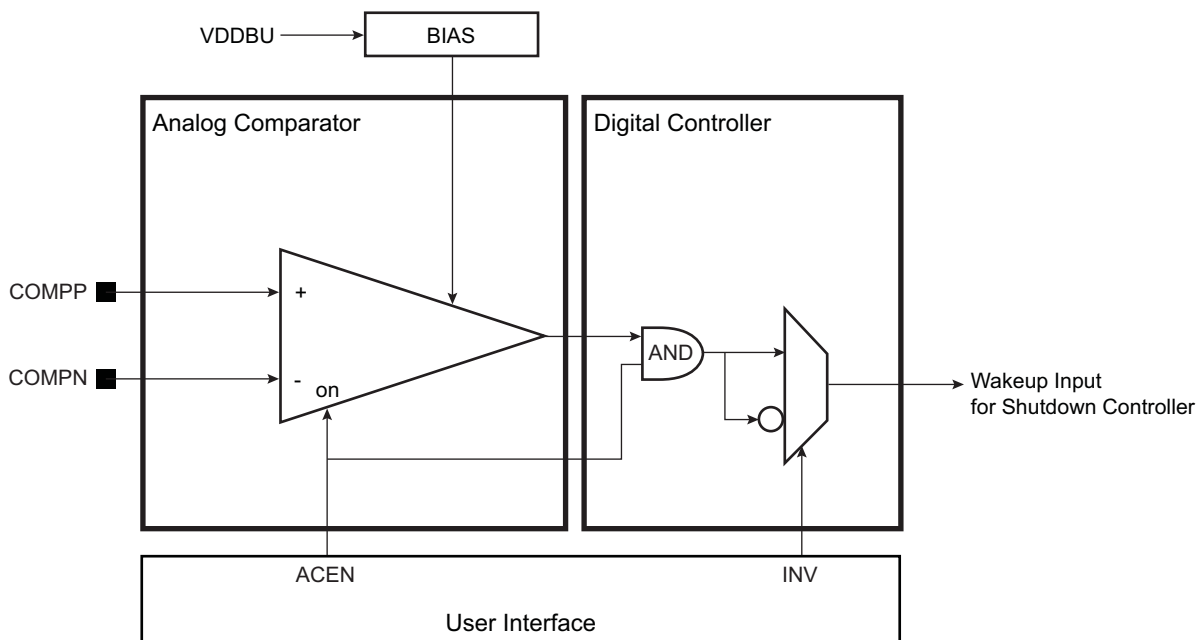 VDDBU
BIAS
Analog Comparator
Digital Controller
COMPP
+
AND
COMPN
-
on
Wakeup Input
for Shutdown Controller
ACEN
INV
User Interface